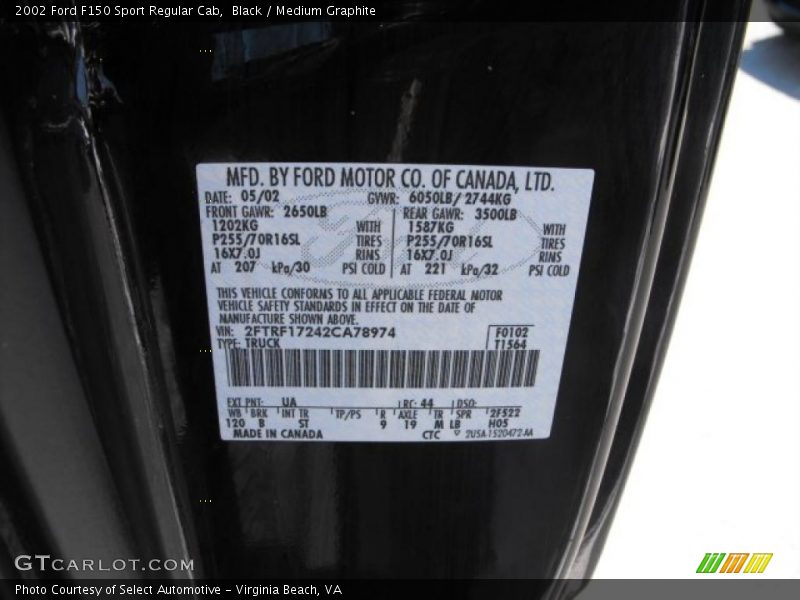 2002 Ford F150 Sport Regular Cab, Black / Medium Graphite
MFD. BY FORD MOTOR CO. OF CANADA, LTD.
DATE: 05/02 GVWR: 6050LB/ 2744KG
FRONT GAWR: 2650LB REAR GAWR: 3500LB
1202KG WITH 1587KG WITH
P255/70R16SL TIRES P255/70R16SL TIRES
16X7.0J RINS 16X7.0J RINS
AT 207 kPa/30 PSI COLD AT 221 kPa/32 PSI COLD
THIS VEHICLE CONFORMS TO ALL APPLICABLE FEDERAL MOTOR
VEHICLE SAFETY STANDARDS IN EFFECT ON THE DATE OF
MANUFACTURE SHOWN ABOVE.
VIN: 2FTRF17242CA78974 F0102
TYPE: TRUCK T1564
EXT PNT: UA RC: 44 DSO:
WB BRK INT TR TP/PS R AXLE TR SPR 2F522
120 B ST 9 19 M LB H05
MADE IN CANADA CTC 2U5A-1520472-AA
GTCARLOT.COM
Photo Courtesy of Select Automotive - Virginia Beach, VA